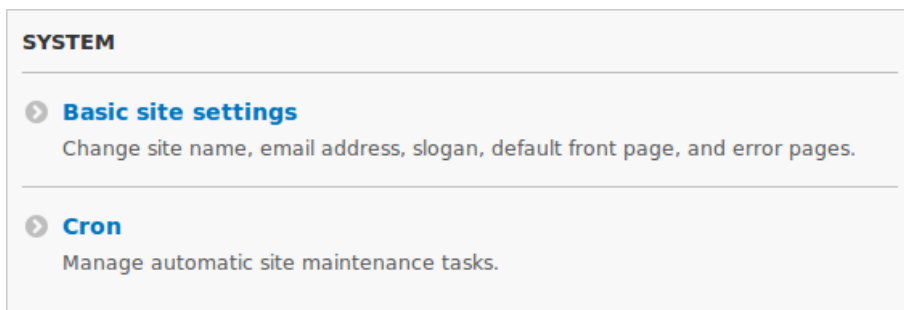 SYSTEM
Basic site settings
Change site name, email address, slogan, default front page, and error pages.
Cron
Manage automatic site maintenance tasks.